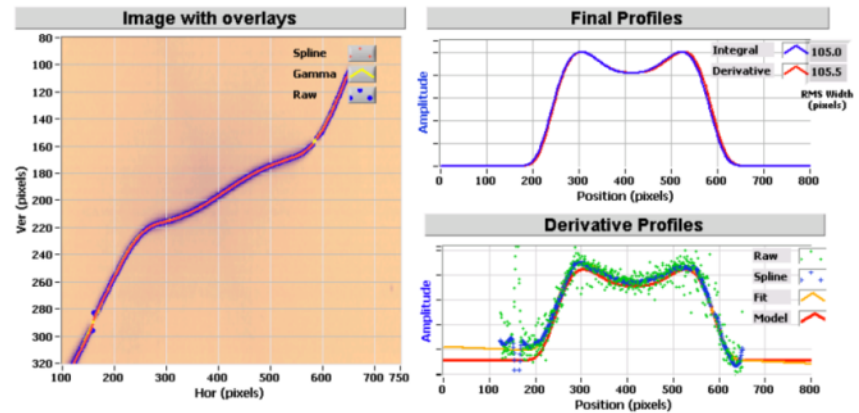 Image with overlays
80
100
120
140
160
180
200
220
240
260
280
300
320
Ver (pixels)
100 200 300 400 500 600 700 750
Hor (pixels)
Spline
Gamma
Raw
Final Profiles
Amplitude
Integral 105.0
Derivative 105.5
RMS Width
(pixels)
0 100 200 300 400 500 600 700 800
Position (pixels)
Derivative Profiles
Amplitude
Raw
Spline
Fit
Model
0 100 200 300 400 500 600 700 800
Position (pixels)